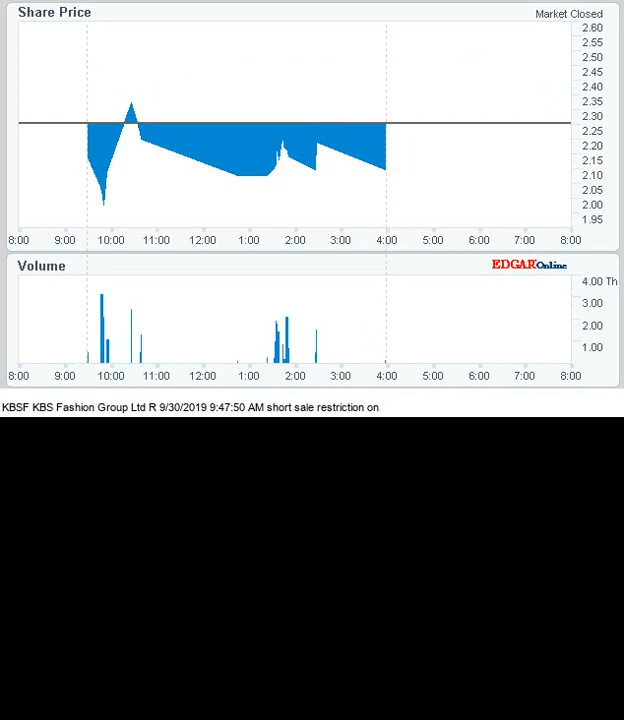 Share Price
Market Closed
2.60
2.55
2.50
2.45
2.40
2.35
2.30
2.25
2.20
2.15
2.10
2.05
2.00
1.95
8:00 9:00 10:00 11:00 12:00 1:00 2:00 3:00 4:00 5:00 6:00 7:00 8:00
Volume
EDGAROnline
4.00 Th
3.00
2.00
1.00
8:00 9:00 10:00 11:00 12:00 1:00 2:00 3:00 4:00 5:00 6:00 7:00 8:00
KBSF KBS Fashion Group Ltd R 9/30/2019 9:47:50 AM short sale restriction on